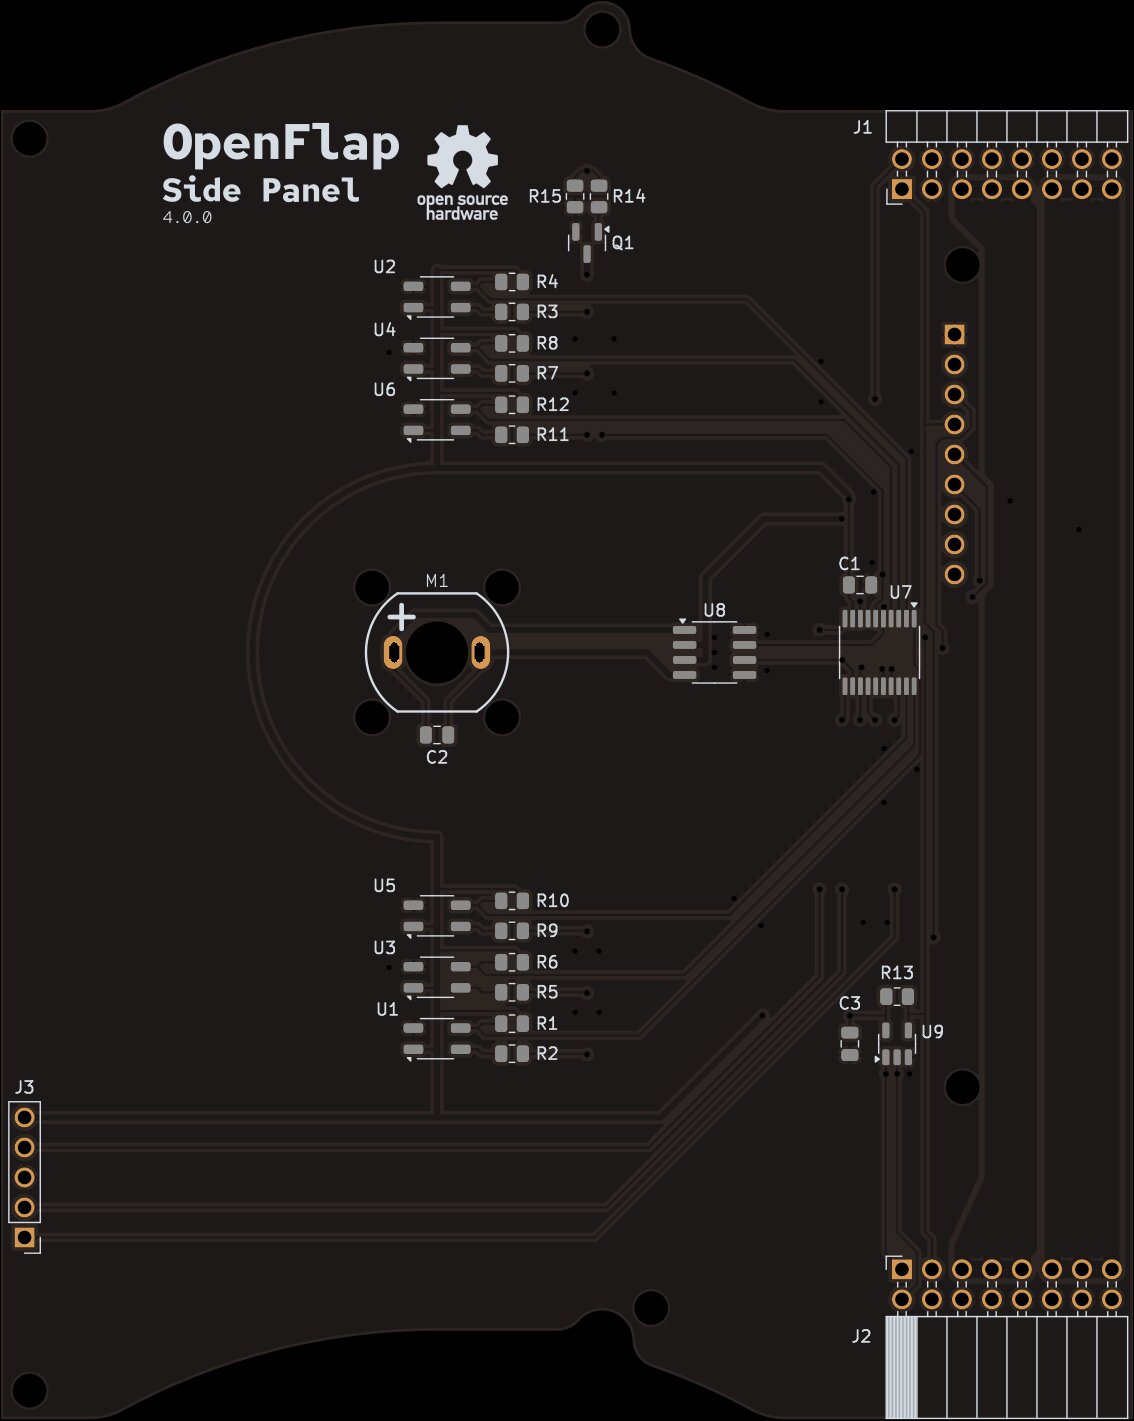 OpenFlap
Side Panel
4.0.0
open source
hardware
J1
R15
R14
Q1
U2
R4
R3
U4
R8
R7
U6
R12
R11
C1
M1
U7
U8
+
C2
U5
R10
R9
U3
R6
R5
U1
R1
R2
R13
C3
U9
J3
J2